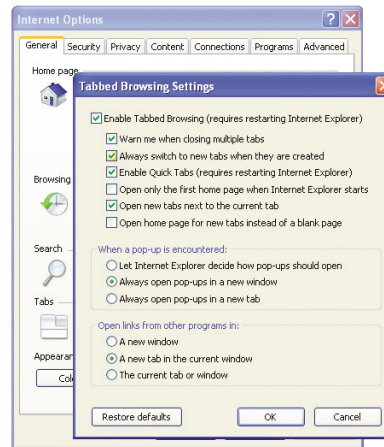 Internet Options
General Security Privacy Content Connections Programs Advanced
Home page
Tabbed Browsing Settings
Enable Tabbed Browsing (requires restarting Internet Explorer)
Warn me when closing multiple tabs
Always switch to new tabs when they are created
Enable Quick Tabs (requires restarting Internet Explorer)
Open only the first home page when Internet Explorer starts
Open new tabs next to the current tab
Open home page for new tabs instead of a blank page
Browsing
When a pop-up is encountered:
Let Internet Explorer decide how pop-ups should open
Always open pop-ups in a new window
Always open pop-ups in a new tab
Search
Tabs
Open links from other programs in:
A new window
A new tab in the current window
The current tab or window
Appearan
Colo
Restore defaults OK Cancel